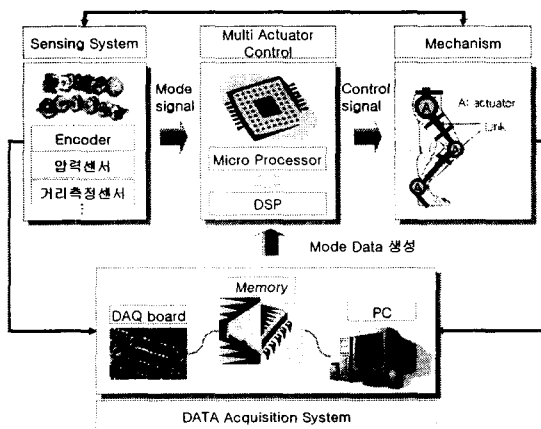 Sensing System
Multi Actuator
Control
Mechanism
Mode
signal
Control
signal
A: actuator
Link
A
A
A
Encoder
압력센서
거리측정센서
⋮
Micro Processor
DSP
Mode Data 생성
DAQ board
Memory
PC
DATA Acquisition System